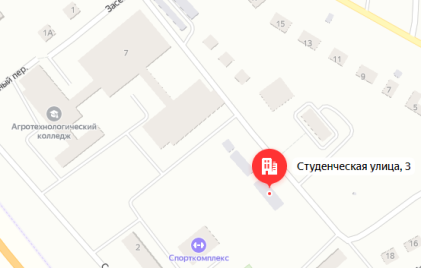 1
1А
Засе
7
ный пер.
Агротехнологический
колледж
15
13
11
9
7
5
Студенческая улица, 3
Спорткомплекс
2
С